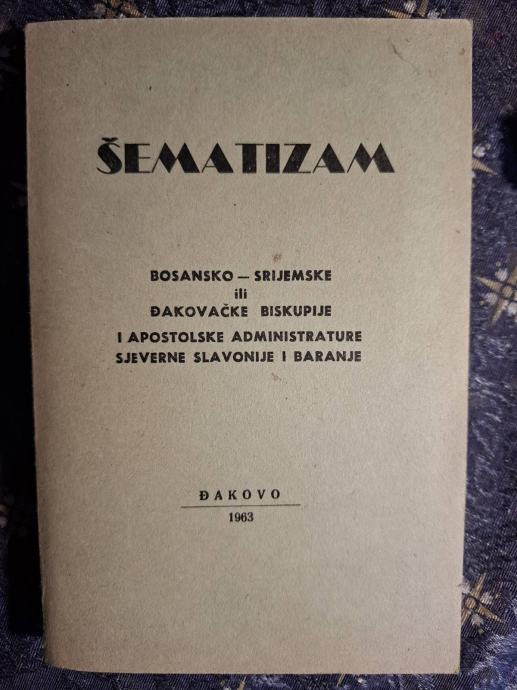 ŠEMATIZAM
BOSANSKO — SRIJEMSKE
ili
ĐAKOVAČKE BISKUPIJE
I APOSTOLSKE ADMINISTRATURE
SJEVERNE SLAVONIJE I BARANJE
ĐAKOVO
1963